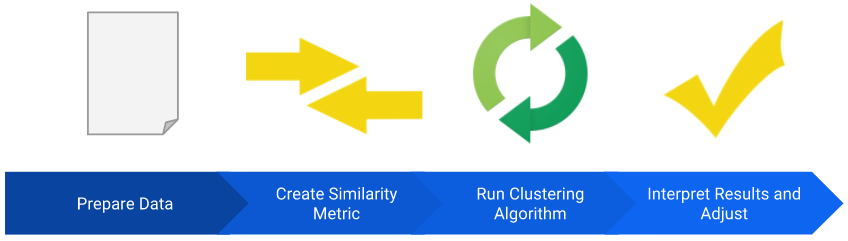 Prepare Data
Create Similarity
Metric
Run Clustering
Algorithm
Interpret Results and
Adjust